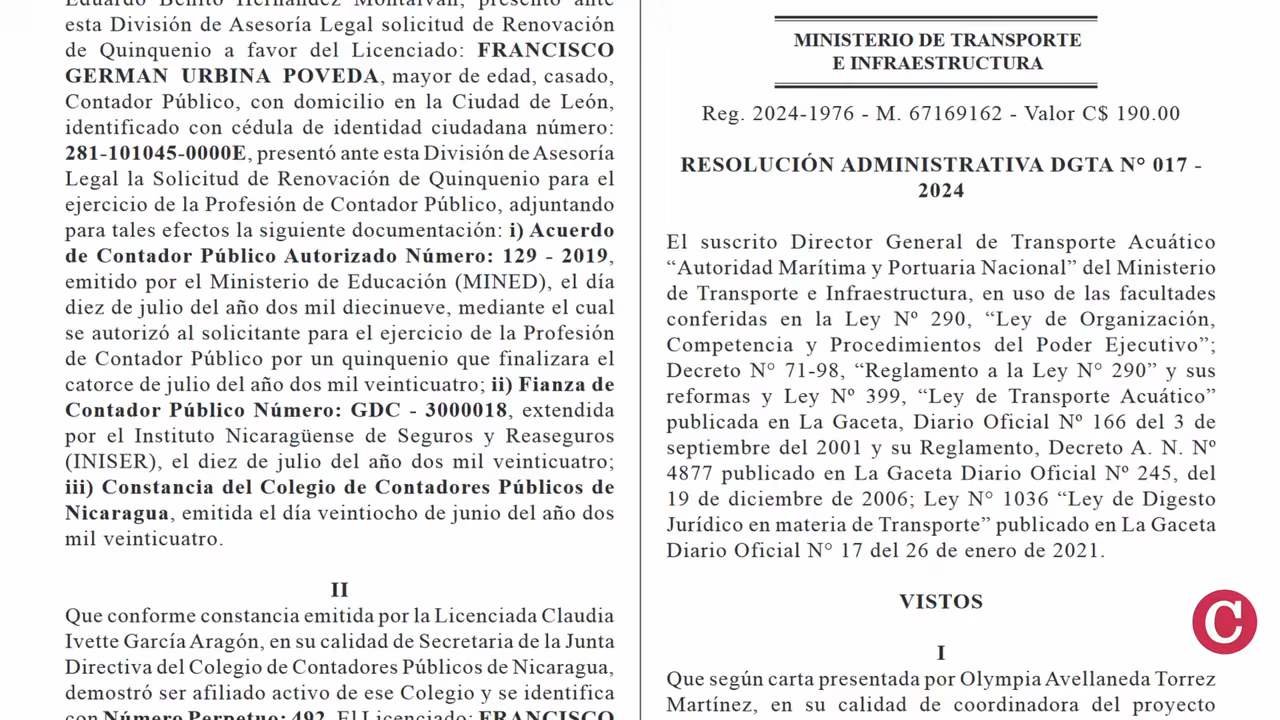 Eduardo Benito Hernández Montalván, presentó ante
esta División de Asesoría Legal solicitud de Renovación
de Quinquenio a favor del Licenciado: FRANCISCO
GERMAN URBINA POVEDA, mayor de edad, casado,
Contador Público, con domicilio en la Ciudad de León,
identificado con cédula de identidad ciudadana número:
281-101045-0000E, presentó ante esta División de Asesoría
Legal la Solicitud de Renovación de Quinquenio para el
ejercicio de la Profesión de Contador Público, adjuntando
para tales efectos la siguiente documentación: i) Acuerdo
de Contador Público Autorizado Número: 129 - 2019,
emitido por el Ministerio de Educación (MINED), el día
diez de julio del año dos mil diecinueve, mediante el cual
se autorizó al solicitante para el ejercicio de la Profesión
de Contador Público por un quinquenio que finalizara el
catorce de julio del año dos mil veinticuatro; ii) Fianza de
Contador Público Número: GDC - 3000018, extendida
por el Instituto Nicaragüense de Seguros y Reaseguros
(INISER), el diez de julio del año dos mil veinticuatro;
iii) Constancia del Colegio de Contadores Públicos de
Nicaragua, emitida el día veintiocho de junio del año dos
mil veinticuatro.
II
Que conforme constancia emitida por la Licenciada Claudia
Ivette García Aragón, en su calidad de Secretaria de la Junta
Directiva del Colegio de Contadores Públicos de Nicaragua,
demostró ser afiliado activo de ese Colegio y se identifica
con Número Perpetuo: 492. El Licenciado: FRANCISCO
MINISTERIO DE TRANSPORTE
E INFRAESTRUCTURA
Reg. 2024-1976 - M. 67169162 - Valor C$ 190.00
RESOLUCIÓN ADMINISTRATIVA DGTA N° 017 -
2024
El suscrito Director General de Transporte Acuático
“Autoridad Marítima y Portuaria Nacional” del Ministerio
de Transporte e Infraestructura, en uso de las facultades
conferidas en la Ley Nº 290, “Ley de Organización,
Competencia y Procedimientos del Poder Ejecutivo”;
Decreto N° 71-98, “Reglamento a la Ley N° 290” y sus
reformas y Ley Nº 399, “Ley de Transporte Acuático”
publicada en La Gaceta, Diario Oficial Nº 166 del 3 de
septiembre del 2001 y su Reglamento, Decreto A. N. Nº
4877 publicado en La Gaceta Diario Oficial Nº 245, del
19 de diciembre de 2006; Ley N° 1036 “Ley de Digesto
Jurídico en materia de Transporte” publicado en La Gaceta
Diario Oficial N° 17 del 26 de enero de 2021.
VISTOS
I
Que según carta presentada por Olympia Avellaneda Torrez
Martínez, en su calidad de coordinadora del proyecto
C